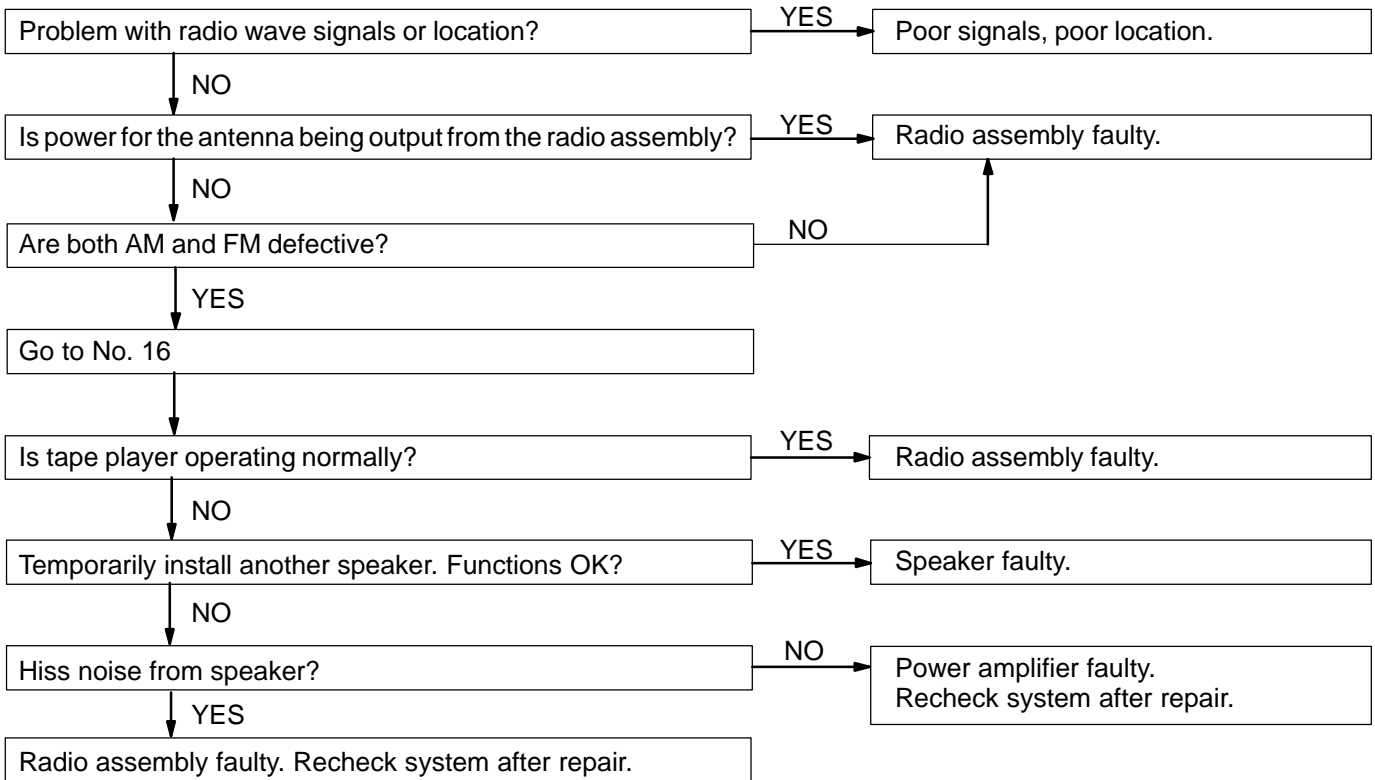 Problem with radio wave signals or location?
YES
Poor signals, poor location.
NO
Is power for the antenna being output from the radio assembly?
YES
Radio assembly faulty.
NO
Are both AM and FM defective?
NO
YES
Go to No. 16
Is tape player operating normally?
YES
Radio assembly faulty.
NO
Temporarily install another speaker. Functions OK?
YES
Speaker faulty.
NO
Hiss noise from speaker?
NO
Power amplifier faulty.
Recheck system after repair.
YES
Radio assembly faulty. Recheck system after repair.